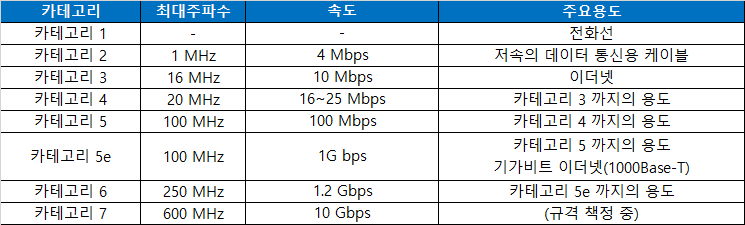 카테고리 최대주파수 속도 주요용도
카테고리 1 - - 전화선
카테고리 2 1 MHz 4 Mbps 저속의 데이터 통신용 케이블
카테고리 3 16 MHz 10 Mbps 이더넷
카테고리 4 20 MHz 16~25 Mbps 카테고리 3 까지의 용도
카테고리 5 100 MHz 100 Mbps 카테고리 4 까지의 용도
카테고리 5e 100 MHz 1G bps 카테고리 5 까지의 용도
기가비트 이더넷(1000Base-T)
카테고리 6 250 MHz 1.2 Gbps 카테고리 5e 까지의 용도
카테고리 7 600 MHz 10 Gbps (규격 책정 중)